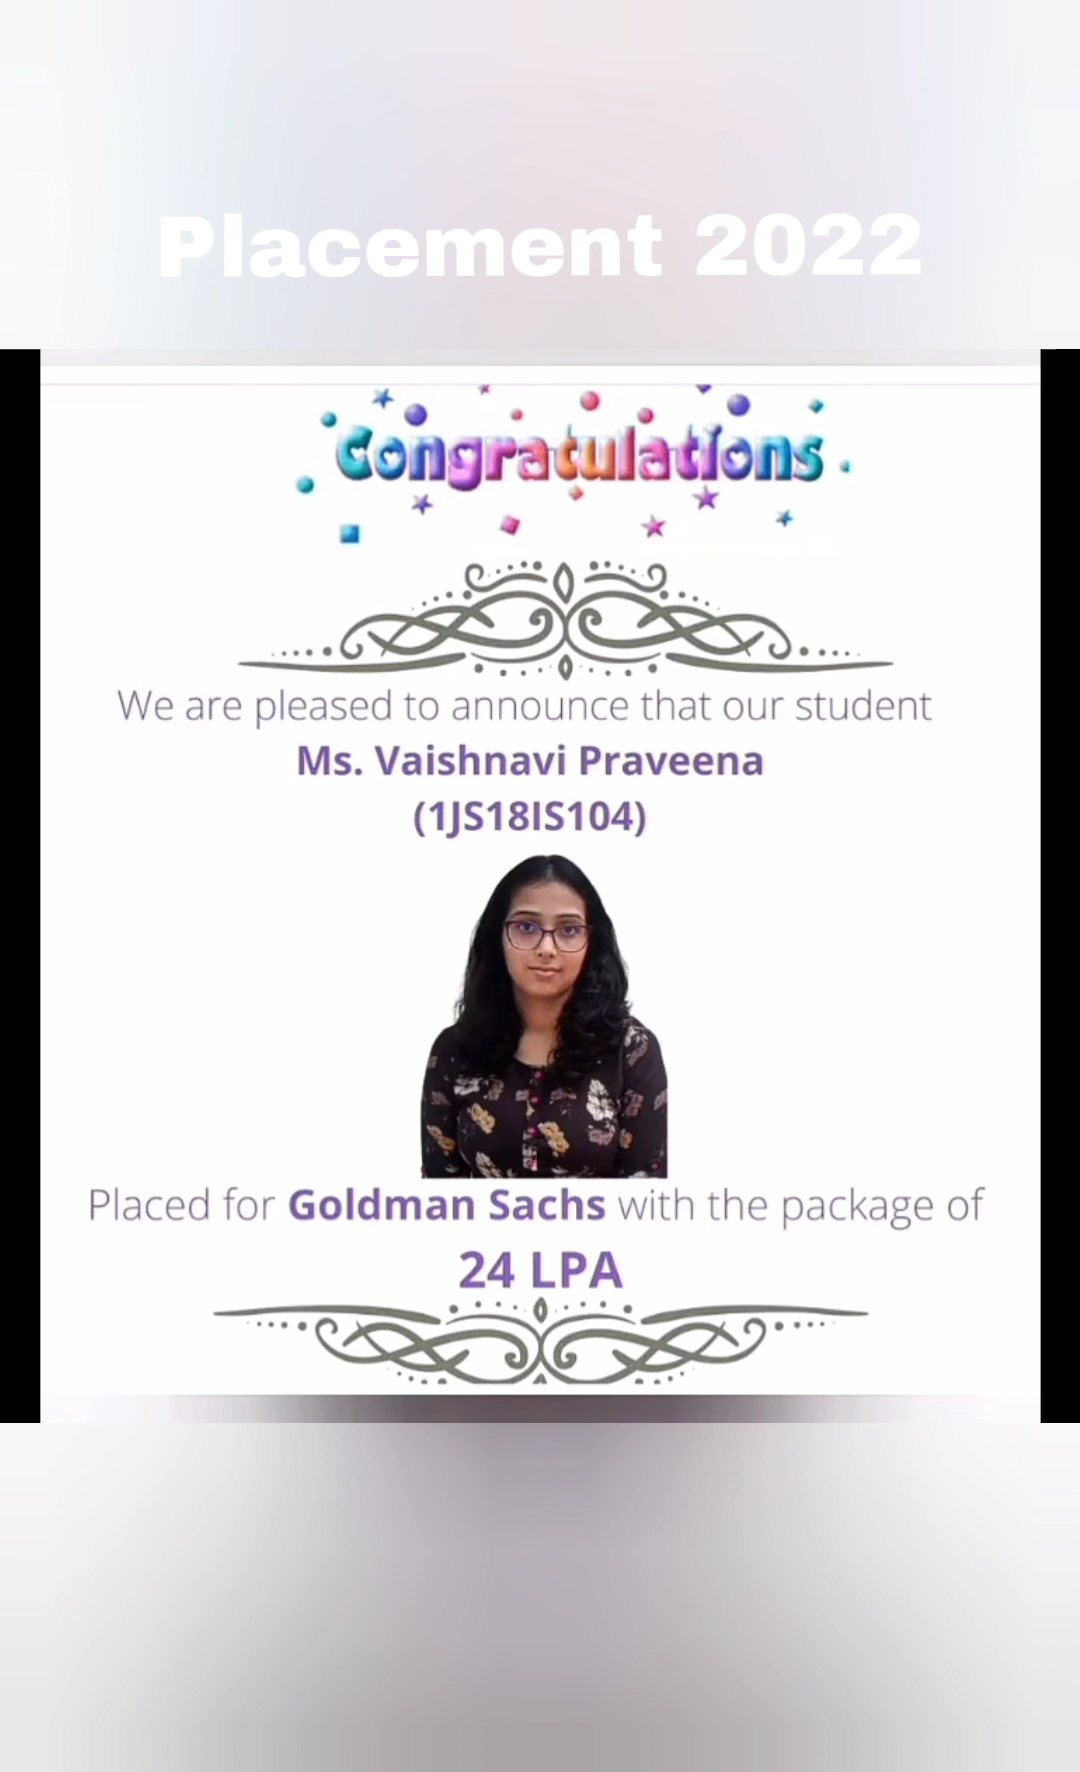 Placement 2022
Congratulations
We are pleased to announce that our student
Ms. Vaishnavi Praveena
(1JS18IS104)
Placed for Goldman Sachs with the package of
24 LPA